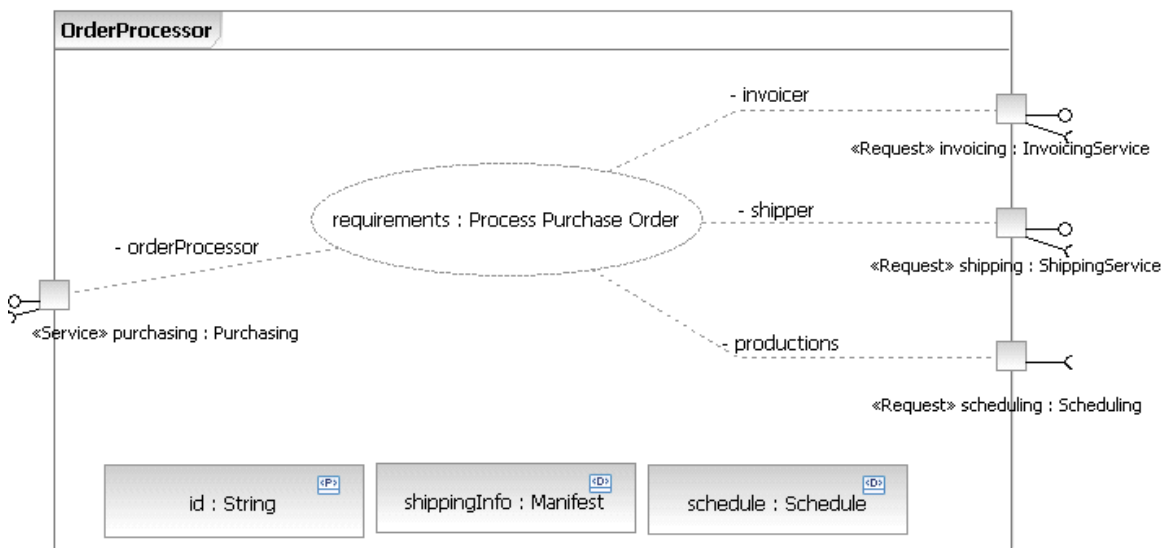 OrderProcessor
- invoicer
«Request» invoicing : InvoicingService
requirements : Process Purchase Order
- shipper
- orderProcessor
«Request» shipping : ShippingService
«Service» purchasing : Purchasing
- productions
«Request» scheduling : Scheduling
«P»
«D»
«D»
id : String
shippingInfo : Manifest
schedule : Schedule